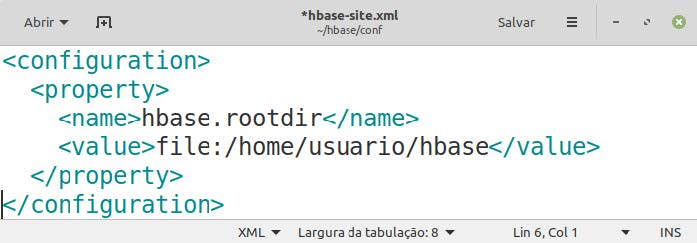 Abrir
*hbase-site.xml
~/hbase/conf
Salvar
<configuration>
<property>
<name>hbase.rootdir</name>
<value>file:/home/usuario/hbase</value>
</property>
</configuration>
XML Largura da tabulação: 8 Lin 6, Col 1 INS